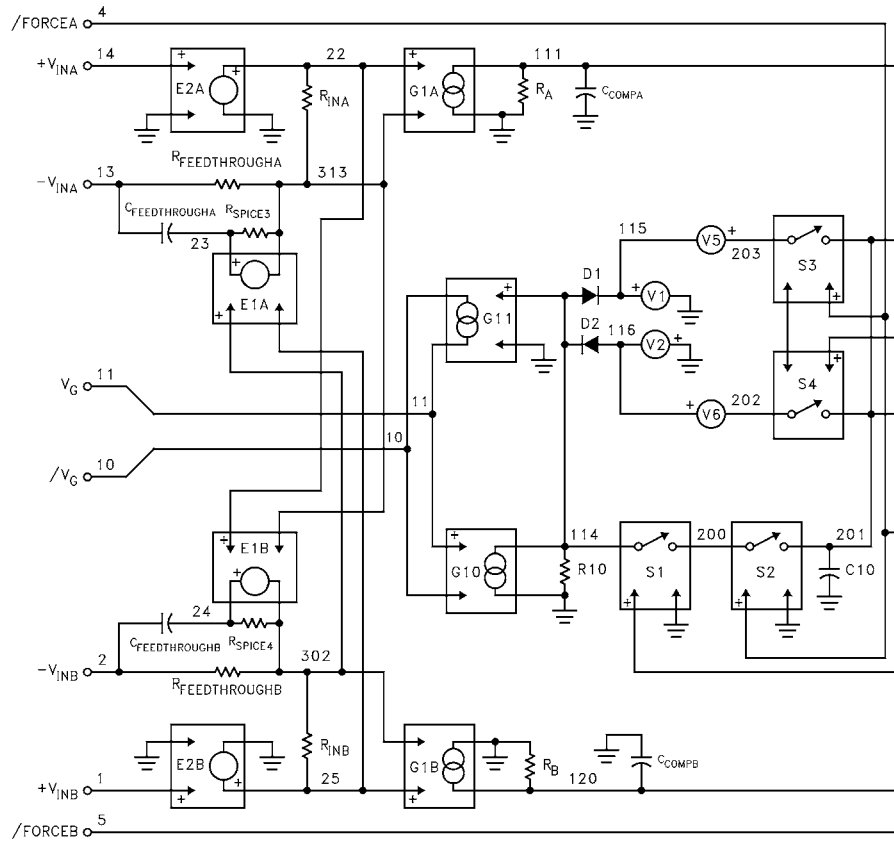 /FORCEA 4
+VINA 14
+ E2A +
22
RINA
+ G1A
111
RA
CCOMPA
RFEEDTHROUGHA
−VINA 13
313
CFEEDTHROUGHA
RSPICE3
23
+ E1A +
115
V5 +
203
S3 +
D1
V1
G11 +
D2
116
V2 +
S4 +
VG 11
11
+ V6
202
10
/VG 10
E1B +
+
G10
114
R10
S1 +
200
S2 +
201
C10
24
CFEEDTHROUGHB
RSPICE4
−VINB 2
RFEEDTHROUGHB
302
E2B + +
RINB
G1B +
RB
CCOMPB
+VINB 1
25
120
/FORCEB 5